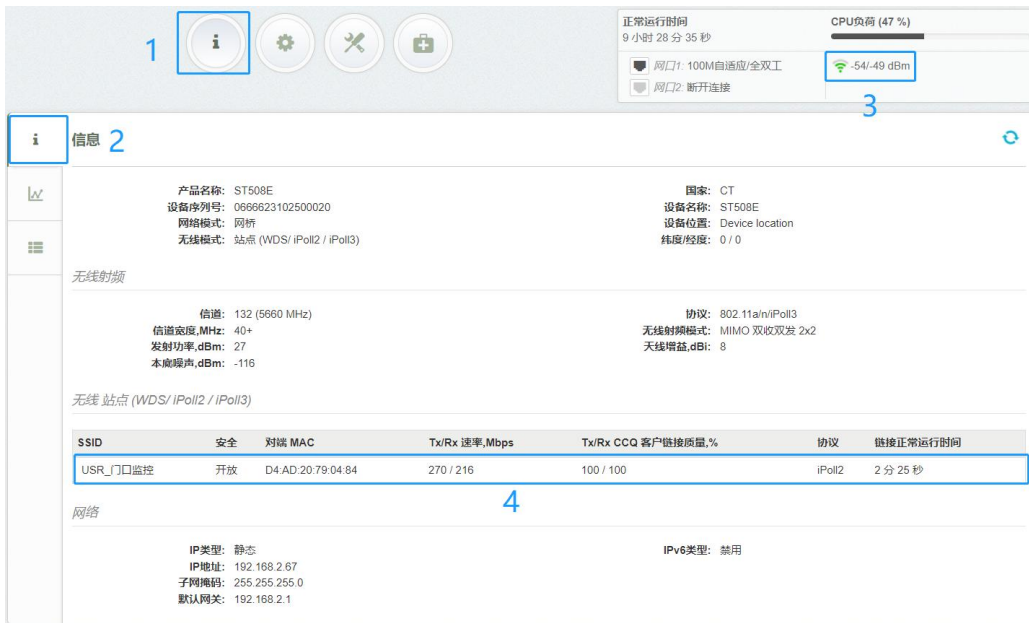 正常运行时间 CPU负荷 (47 %)
9 小时 28 分 35 秒
1
网口1: 100M自适应/全双工 -54/-49 dBm
网口2: 断开连接
3
信息 2
产品名称: ST508E 国家: CT
设备序列号: 0666623102500020 设备名称: ST508E
网络模式: 网桥 设备位置: Device location
无线模式: 站点 (WDS/ iPoll2 / iPoll3) 纬度/经度: 0 / 0
无线射频
信道: 132 (5660 MHz) 协议: 802.11a/n/iPoll3
信道宽度,MHz: 40+ 无线射频模式: MIMO 双收双发 2x2
发射功率,dBm: 27 天线增益,dBi: 8
本底噪声,dBm: -116
无线 站点 (WDS/ iPoll2 / iPoll3)
SSID 安全 对端 MAC Tx/Rx 速率,Mbps Tx/Rx CCQ 客户链接质量,% 协议 链接正常运行时间
USR_门口监控 开放 D4:AD:20:79:04:84 270 / 216 100 / 100 iPoll2 2 分 25 秒
4
网络
IP类型: 静态 IPv6类型: 禁用
IP地址: 192.168.2.67
子网掩码: 255.255.255.0
默认网关: 192.168.2.1